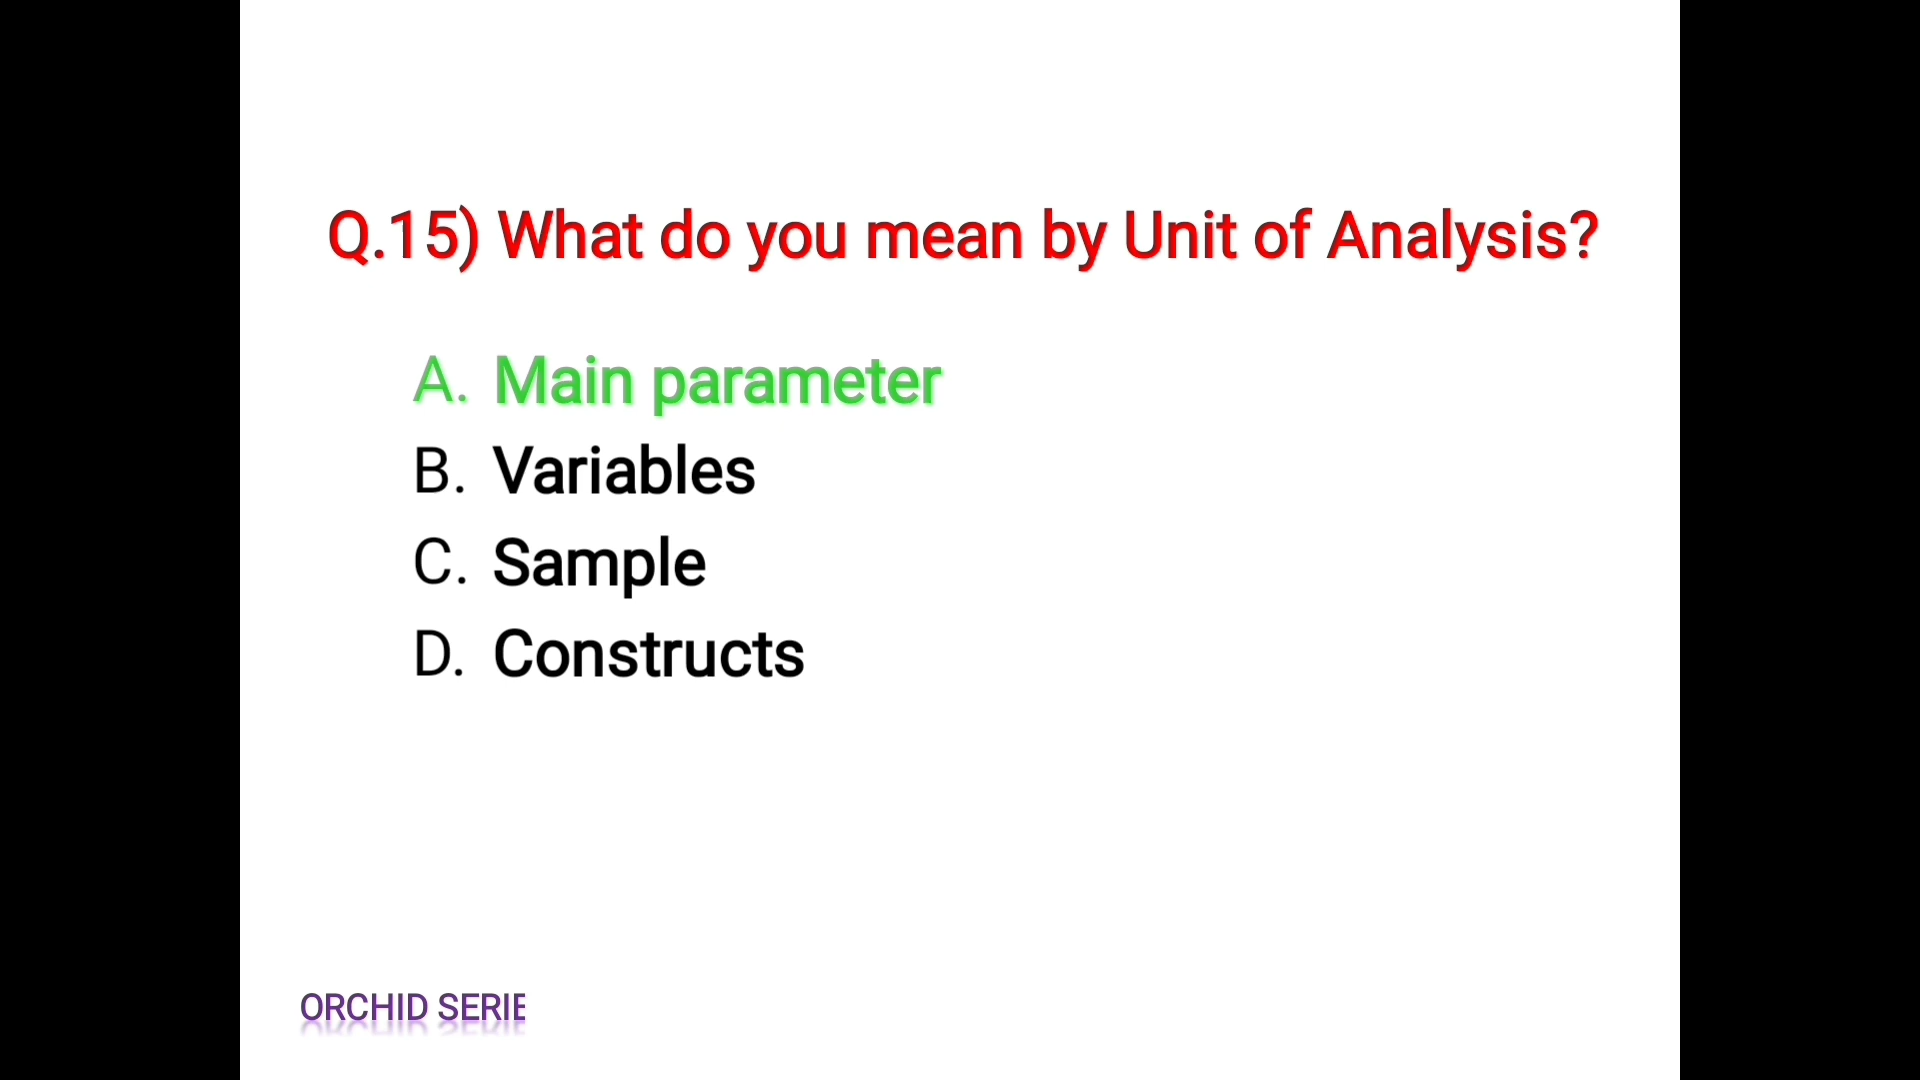 Q.15) What do you mean by Unit of Analysis?
A. Main parameter
B. Variables
C. Sample
D. Constructs
ORCHID SERIE